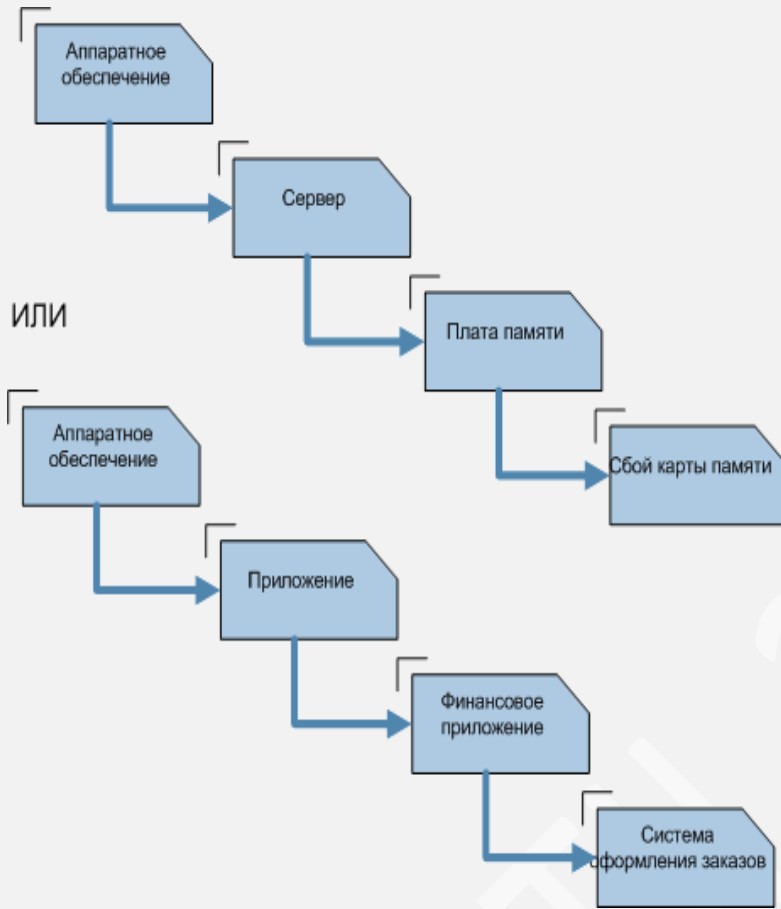 Аппаратное
обеспечение
Сервер
ИЛИ
Плата памяти
Аппаратное
обеспечение
Сбой карты памяти
Приложение
Финансовое
приложение
Система
оформления заказов